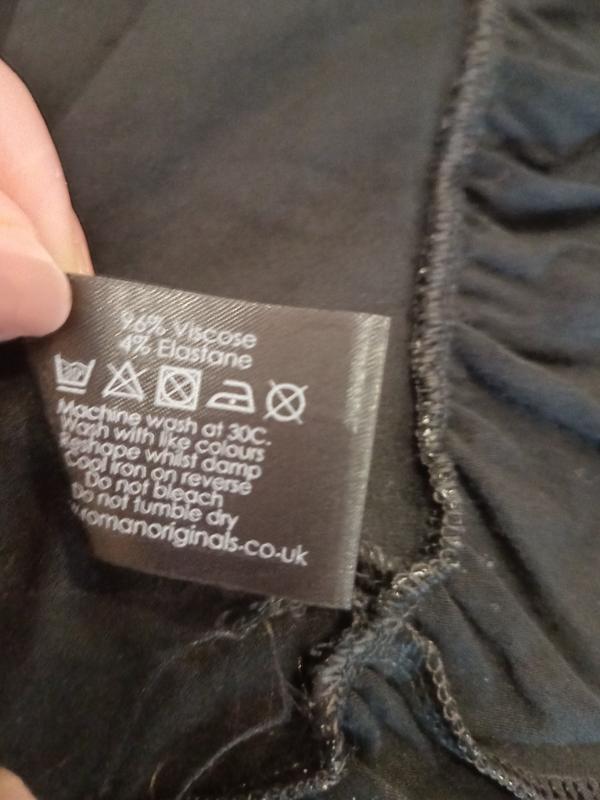 96% Viscose
4% Elastane
Machine wash at 30C.
Wash with like colours
Reshape whilst damp
Cool iron on reverse
Do not bleach
Do not tumble dry
romanoriginals.co.uk